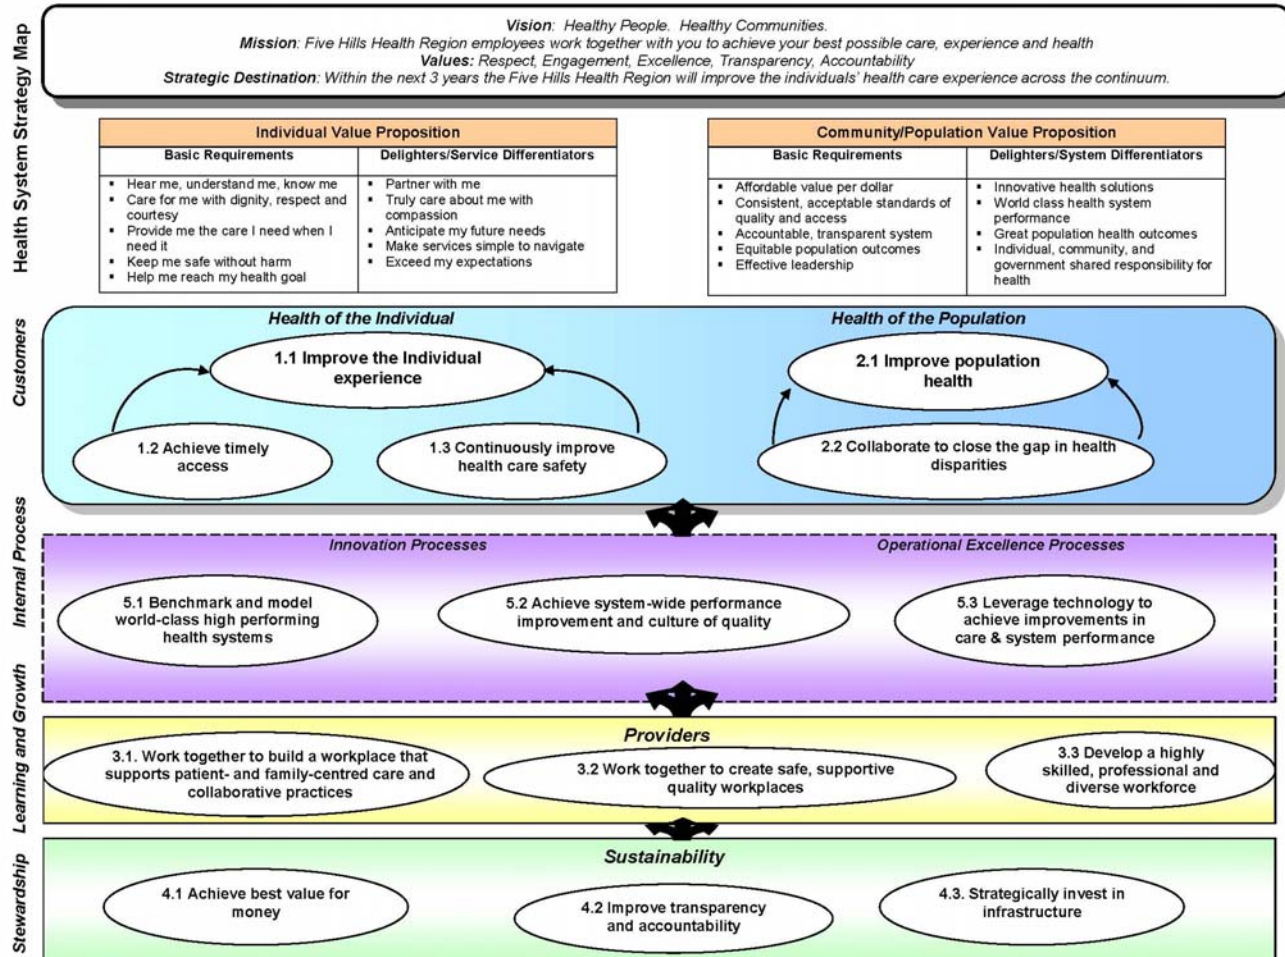 Health System Strategy Map
Vision: Healthy People. Healthy Communities.
Mission: Five Hills Health Region employees work together with you to achieve your best possible care, experience and health
Values: Respect, Engagement, Excellence, Transparency, Accountability
Strategic Destination: Within the next 3 years the Five Hills Health Region will improve the individuals' health care experience across the continuum.
Individual Value Proposition
Basic Requirements
▪ Hear me, understand me, know me
▪ Care for me with dignity, respect and
courtesy
▪ Provide me the care I need when I
need it
▪ Keep me safe without harm
▪ Help me reach my health goal
Delighters/Service Differentiators
▪ Partner with me
▪ Truly care about me with
compassion
▪ Anticipate my future needs
▪ Make services simple to navigate
▪ Exceed my expectations
Community/Population Value Proposition
Basic Requirements
▪ Affordable value per dollar
▪ Consistent, acceptable standards of
quality and access
▪ Accountable, transparent system
▪ Equitable population outcomes
▪ Effective leadership
Delighters/System Differentiators
▪ Innovative health solutions
▪ World class health system
performance
▪ Great population health outcomes
▪ Individual, community, and
government shared responsibility for
health
Customers
Health of the Individual
1.1 Improve the Individual
experience
1.2 Achieve timely
access
1.3 Continuously improve
health care safety
Health of the Population
2.1 Improve population
health
2.2 Collaborate to close the gap in health
disparities
Internal Process
Innovation Processes
Operational Excellence Processes
5.1 Benchmark and model
world-class high performing
health systems
5.2 Achieve system-wide performance
improvement and culture of quality
5.3 Leverage technology to
achieve improvements in
care & system performance
Learning and Growth
Providers
3.1. Work together to build a workplace that
supports patient- and family-centred care and
collaborative practices
3.2 Work together to create safe, supportive
quality workplaces
3.3 Develop a highly
skilled, professional and
diverse workforce
Stewardship
Sustainability
4.1 Achieve best value for
money
4.2 Improve transparency
and accountability
4.3. Strategically invest in
infrastructure